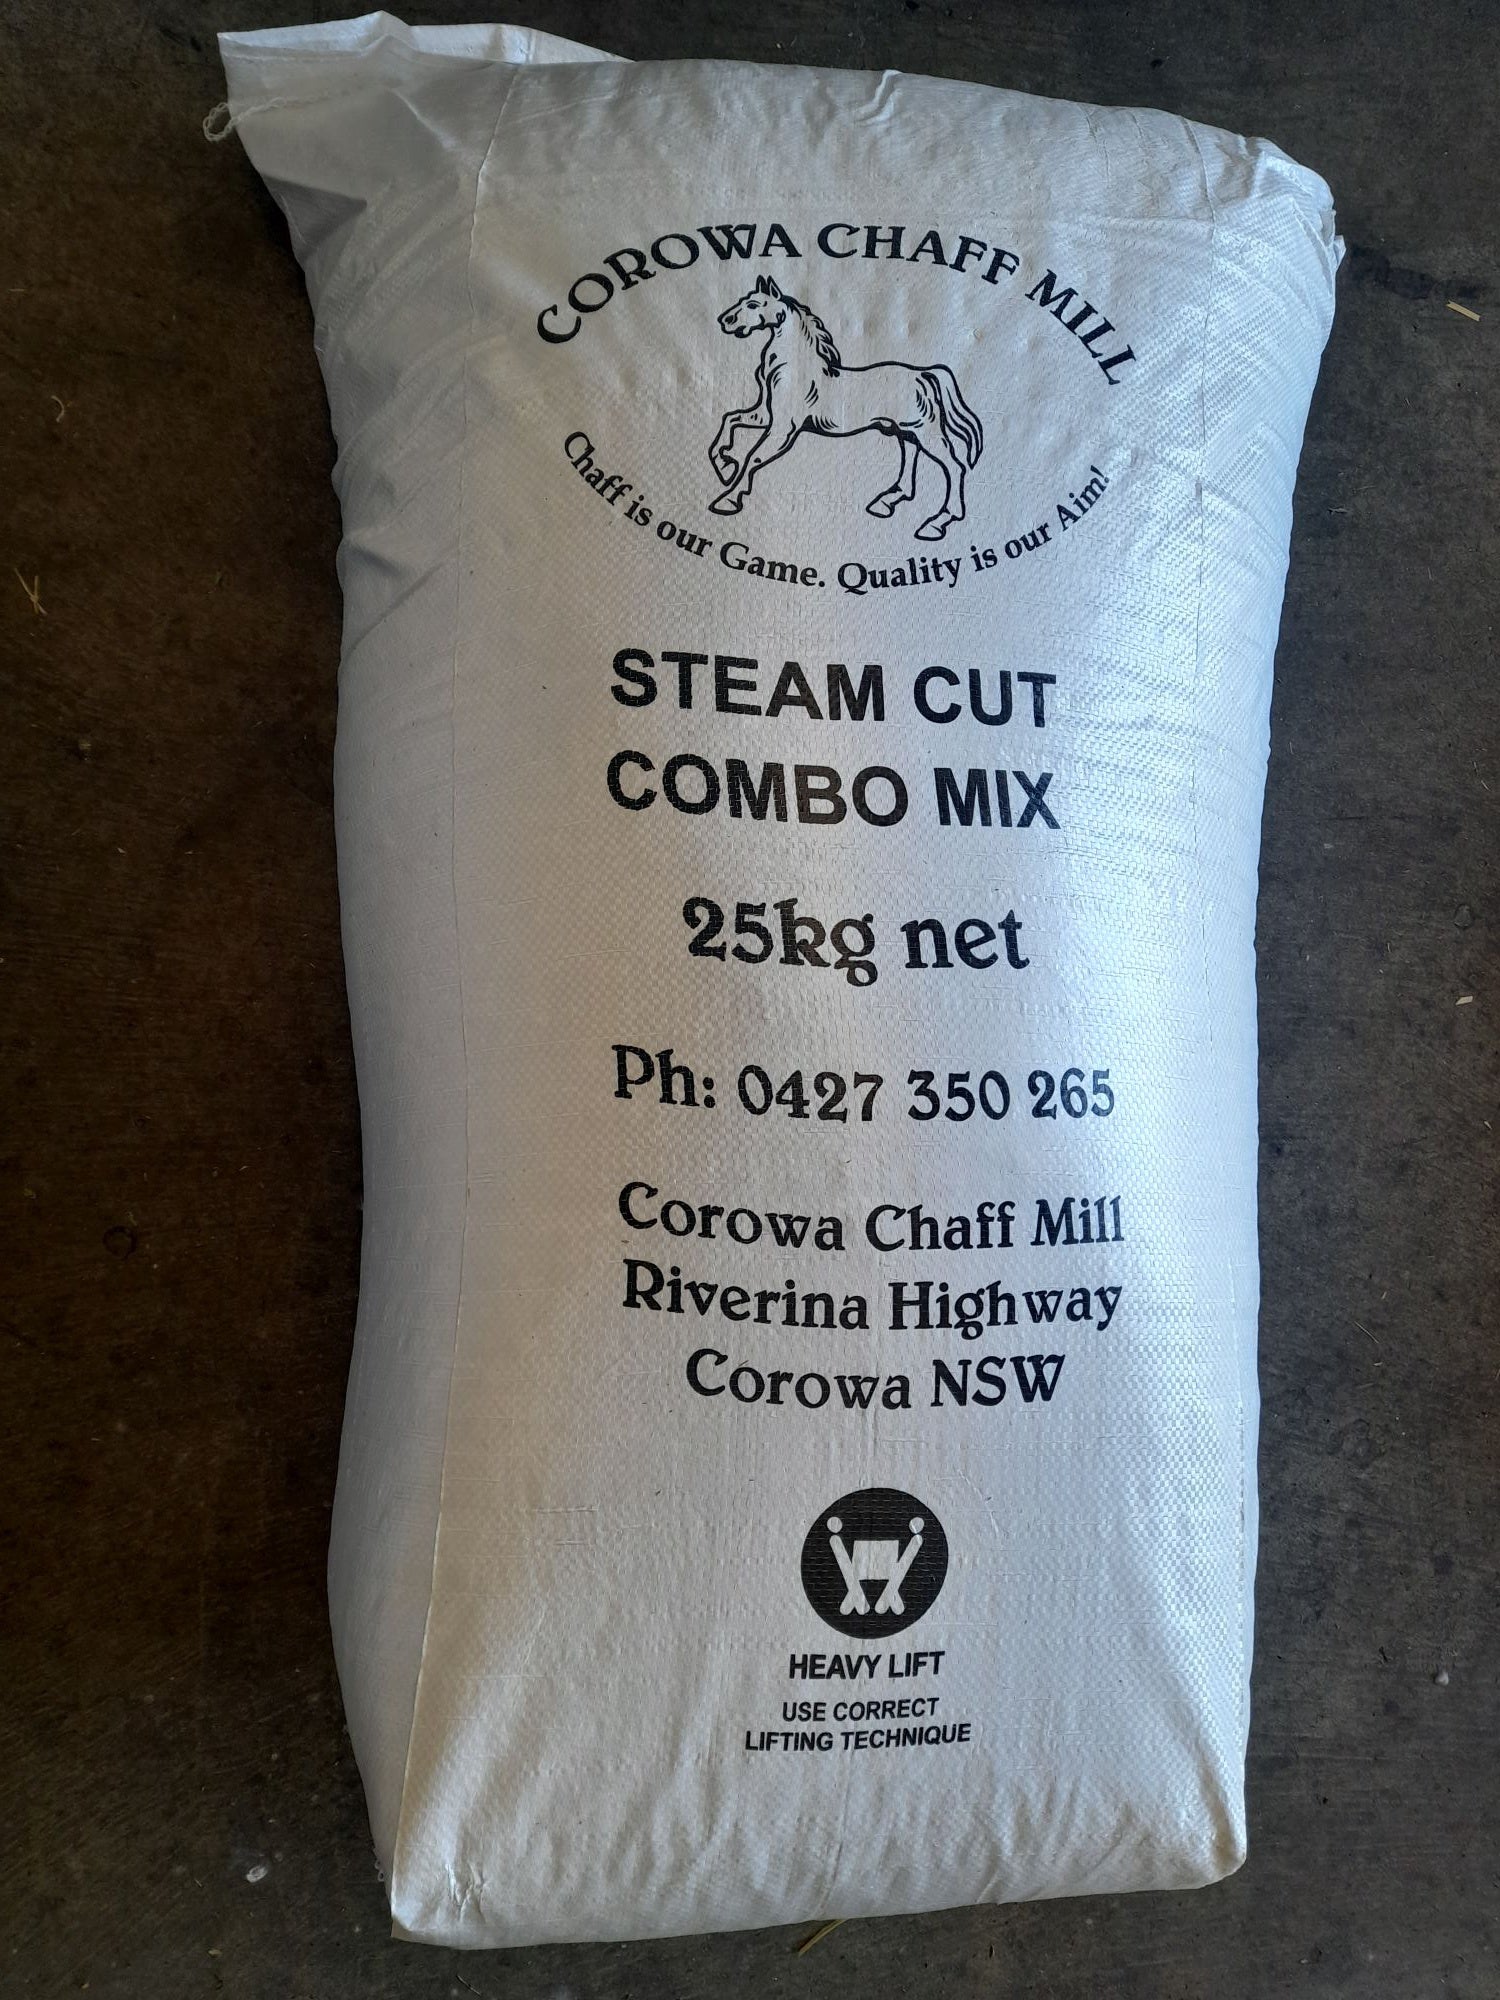 COROWA CHAFF MILL
Chaff is our Game. Quality is our Aim!
STEAM CUT
COMBO MIX
25kg net
Ph: 0427 350 265
Corowa Chaff Mill
Riverina Highway
Corowa NSW
HEAVY LIFT
USE CORRECT
LIFTING TECHNIQUE